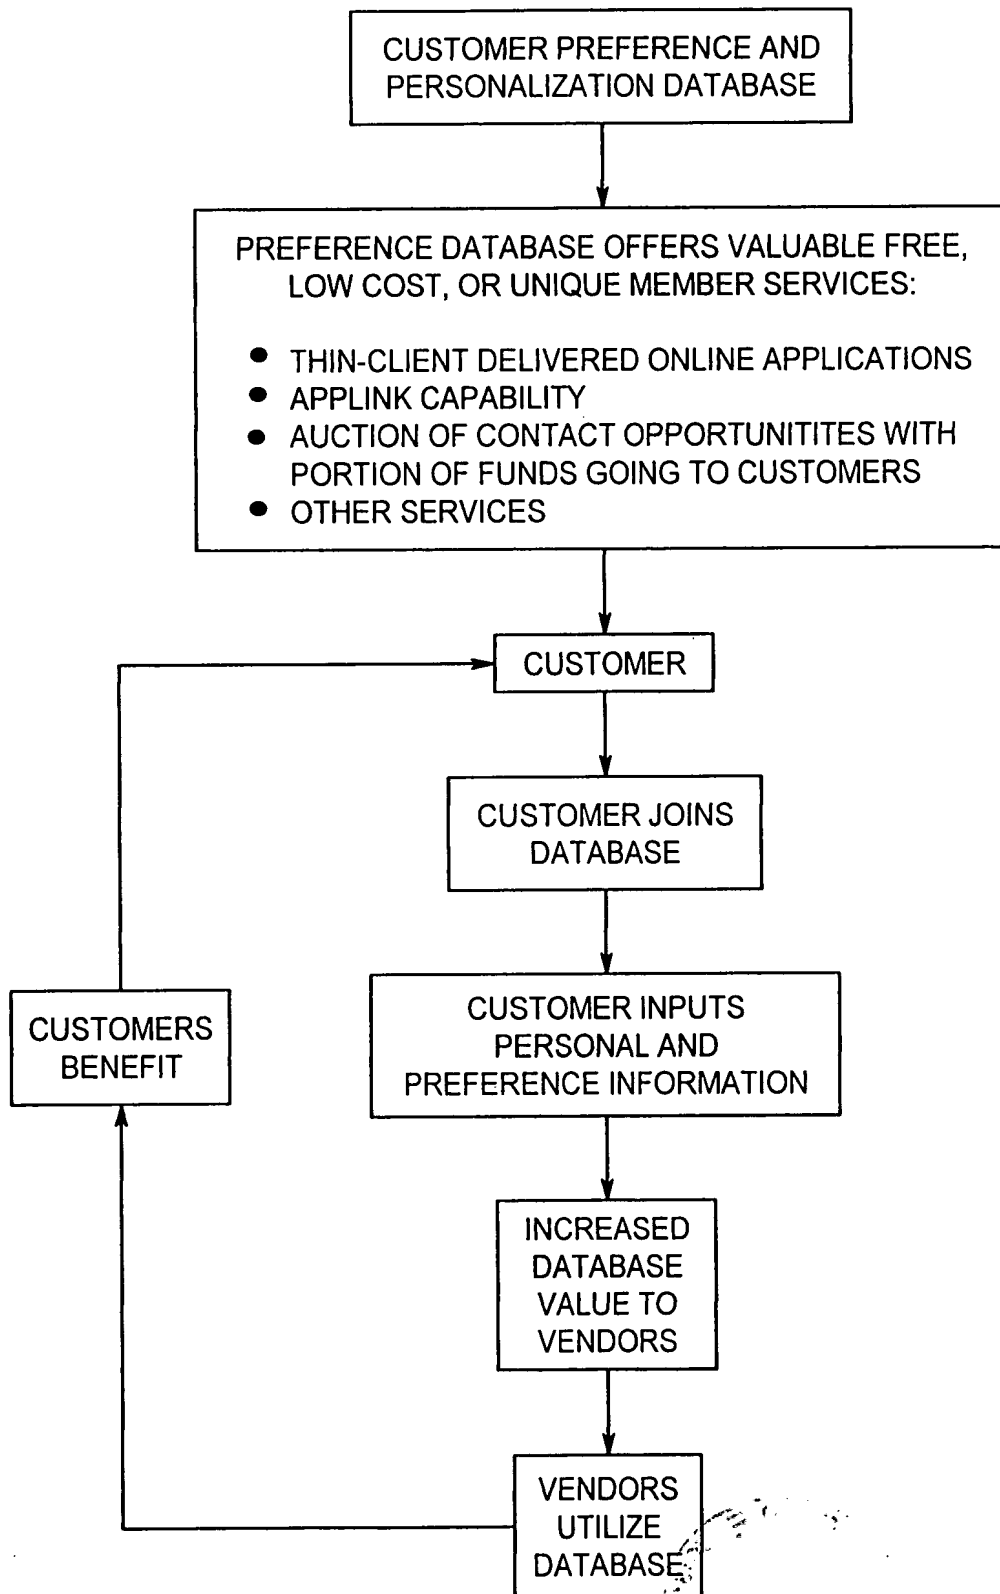 CUSTOMER PREFERENCE AND
PERSONALIZATION DATABASE
PREFERENCE DATABASE OFFERS VALUABLE FREE,
LOW COST, OR UNIQUE MEMBER SERVICES:
● THIN-CLIENT DELIVERED ONLINE APPLICATIONS
● APPLINK CAPABILITY
● AUCTION OF CONTACT OPPORTUNITITES WITH
PORTION OF FUNDS GOING TO CUSTOMERS
● OTHER SERVICES
CUSTOMER
CUSTOMER JOINS
DATABASE
CUSTOMER INPUTS
PERSONAL AND
PREFERENCE INFORMATION
CUSTOMERS
BENEFIT
INCREASED
DATABASE
VALUE TO
VENDORS
VENDORS
UTILIZE
DATABASE